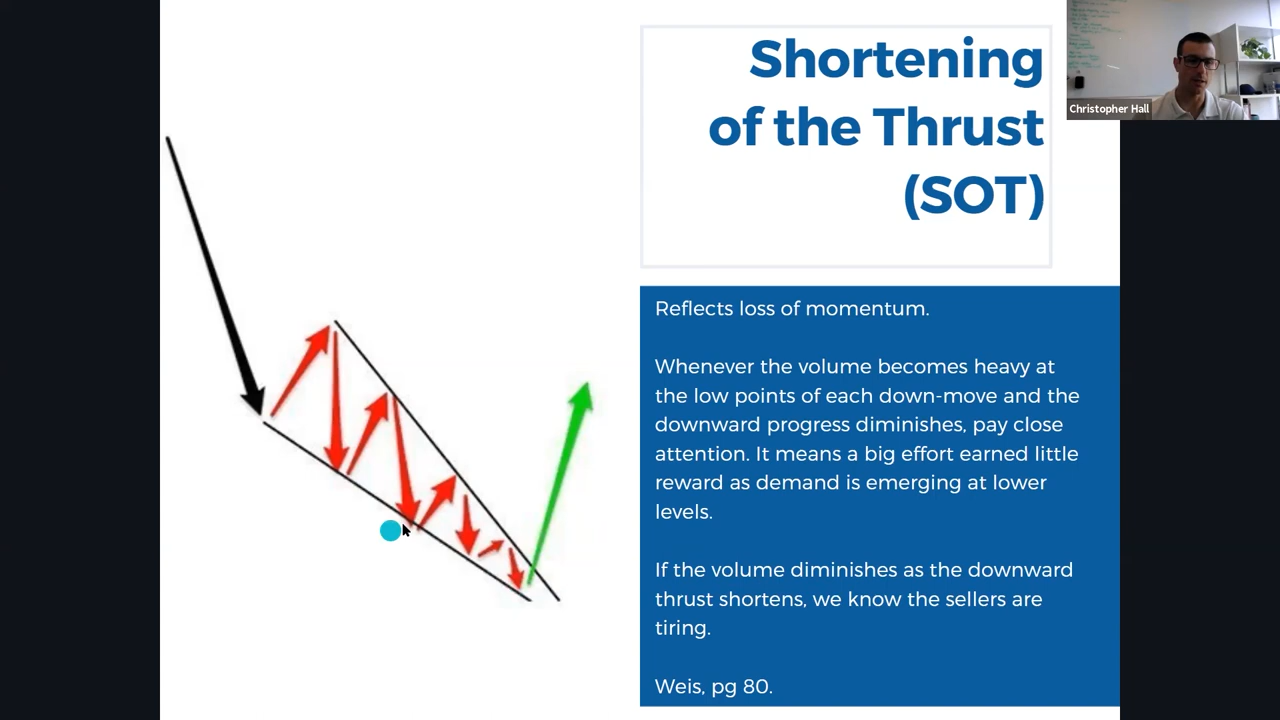 Shortening
of the Thrust
(SOT)
Christopher Hall
Reflects loss of momentum.
Whenever the volume becomes heavy at
the low points of each down-move and the
downward progress diminishes, pay close
attention. It means a big effort earned little
reward as demand is emerging at lower
levels.
If the volume diminishes as the downward
thrust shortens, we know the sellers are
tiring.
Weis, pg 80.